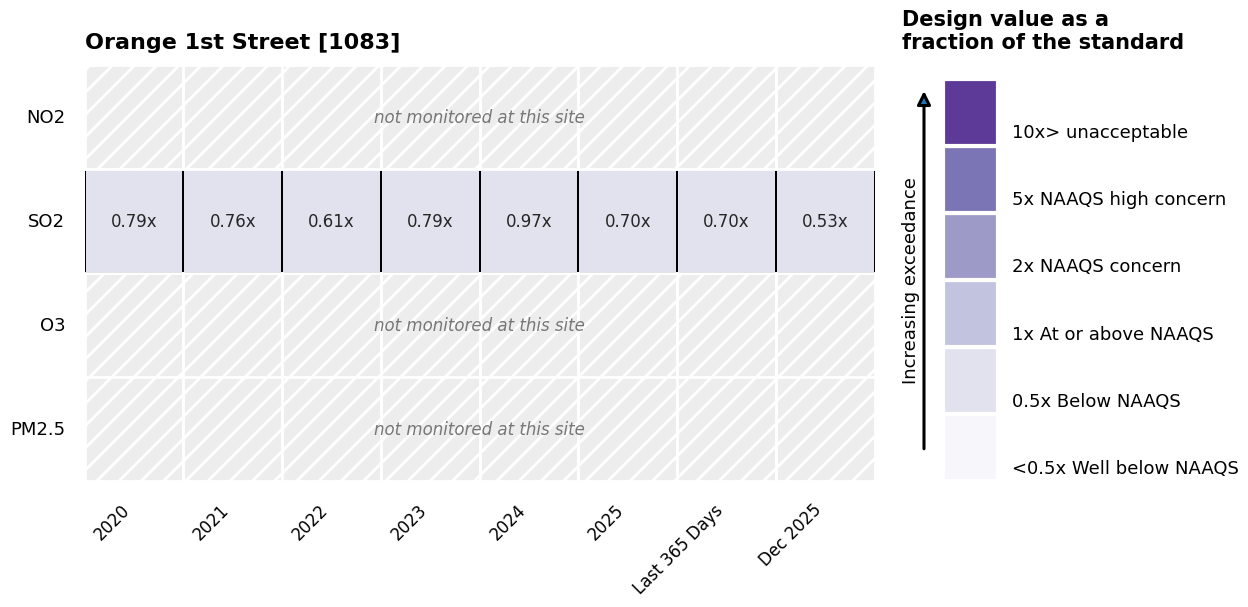 Orange 1st Street [1083]
Design value as a
fraction of the standard
NO2
not monitored at this site
SO2
0.79x 0.76x 0.61x 0.79x 0.97x 0.70x 0.70x 0.53x
O3
not monitored at this site
PM2.5
not monitored at this site
2020 2021 2022 2023 2024 2025 Last 365 Days Dec 2025
Increasing exceedance
10x> unacceptable
5x NAAQS high concern
2x NAAQS concern
1x At or above NAAQS
0.5x Below NAAQS
<0.5x Well below NAAQS